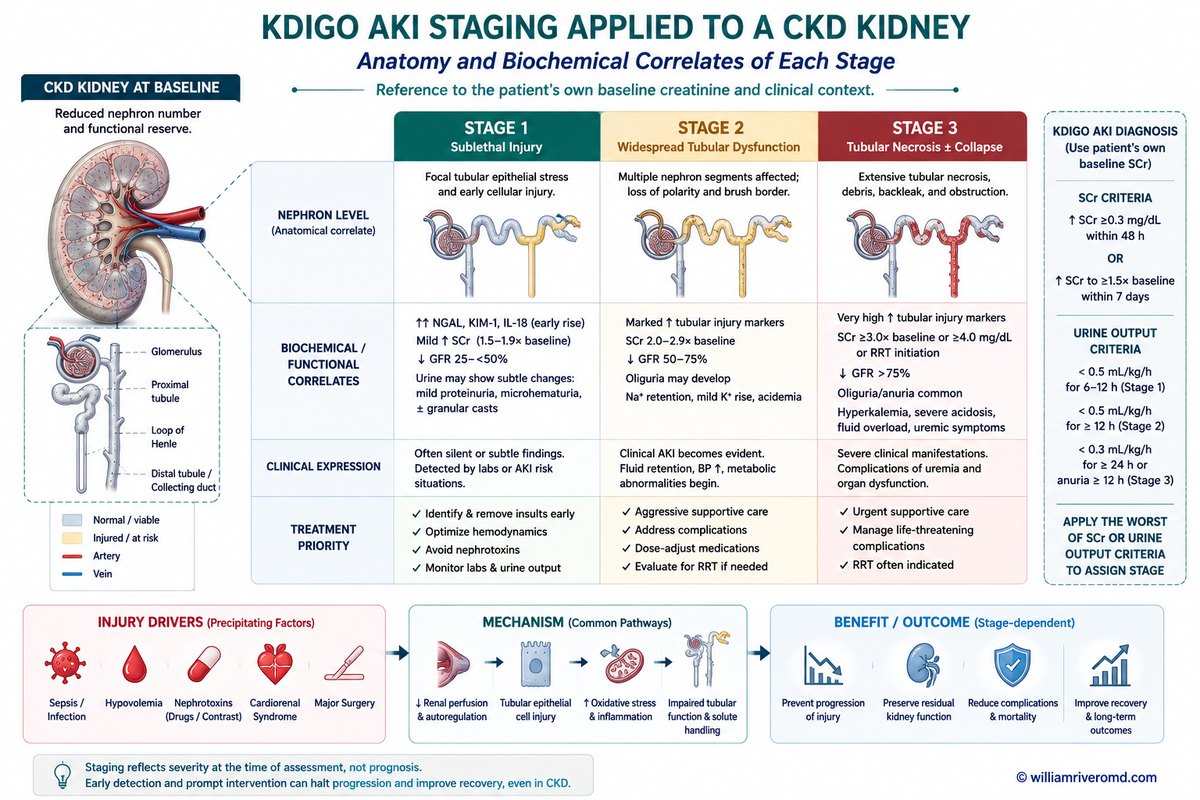 KDIGO AKI STAGING APPLIED TO A CKD KIDNEY
Anatomy and Biochemical Correlates of Each Stage
Reference to the patient's own baseline creatinine and clinical context.
CKD KIDNEY AT BASELINE
Reduced nephron number
and functional reserve.
Glomerulus
Proximal
tubule
Loop of
Henle
Distal tubule /
Collecting duct
Normal / viable
Injured / at risk
Artery
Vein
STAGE 1
Sublethal Injury
STAGE 2
Widespread Tubular Dysfunction
STAGE 3
Tubular Necrosis ± Collapse
NEPHRON LEVEL
(Anatomical correlate)
Focal tubular epithelial stress
and early cellular injury.
Multiple nephron segments affected;
loss of polarity and brush border.
Extensive tubular necrosis,
debris, backleak, and obstruction.
BIOCHEMICAL /
FUNCTIONAL
CORRELATES
↑↑ NGAL, KIM-1, IL-18 (early rise)
Mild ↑ SCr (1.5–1.9× baseline)
↓ GFR 25–<50%
Urine may show subtle changes:
mild proteinuria, microhematuria,
± granular casts
Marked ↑ tubular injury markers
SCr 2.0–2.9× baseline
↓ GFR 50–75%
Oliguria may develop
Na⁺ retention, mild K⁺ rise, acidemia
Very high ↑ tubular injury markers
SCr ≥3.0× baseline or ≥4.0 mg/dL
or RRT initiation
↓ GFR >75%
Oliguria/anuria common
Hyperkalemia, severe acidosis,
fluid overload, uremic symptoms
CLINICAL EXPRESSION
Often silent or subtle findings.
Detected by labs or AKI risk
situations.
Clinical AKI becomes evident.
Fluid retention, BP ↑, metabolic
abnormalities begin.
Severe clinical manifestations.
Complications of uremia and
organ dysfunction.
TREATMENT
PRIORITY
✓ Identify & remove insults early
✓ Optimize hemodynamics
✓ Avoid nephrotoxins
✓ Monitor labs & urine output
✓ Aggressive supportive care
✓ Address complications
✓ Dose-adjust medications
✓ Evaluate for RRT if needed
✓ Urgent supportive care
✓ Manage life-threatening
complications
✓ RRT often indicated
KDIGO AKI DIAGNOSIS
(Use patient's own
baseline SCr)
SCr CRITERIA
↑ SCr ≥0.3 mg/dL
within 48 h
OR
↑ SCr to ≥1.5× baseline
within 7 days
URINE OUTPUT
CRITERIA
< 0.5 mL/kg/h
for 6–12 h (Stage 1)
< 0.5 mL/kg/h
for ≥ 12 h (Stage 2)
< 0.3 mL/kg/h
for ≥ 24 h or
anuria ≥ 12 h (Stage 3)
APPLY THE WORST
OF SCr OR URINE
OUTPUT CRITERIA
TO ASSIGN STAGE
INJURY DRIVERS (Precipitating Factors)
Sepsis /
Infection
Hypovolemia
Nephrotoxins
(Drugs / Contrast)
Cardiorenal
Syndrome
Major Surgery
MECHANISM (Common Pathways)
↓ Renal perfusion
& autoregulation
Tubular epithelial
cell injury
↑ Oxidative stress
& inflammation
Impaired tubular
function & solute
handling
BENEFIT / OUTCOME (Stage-dependent)
Prevent progression
of injury
Preserve residual
kidney function
Reduce complications
& mortality
Improve recovery
& long-term
outcomes
Staging reflects severity at the time of assessment, not prognosis.
Early detection and prompt intervention can halt progression and improve recovery, even in CKD.
© williamriveromd.com